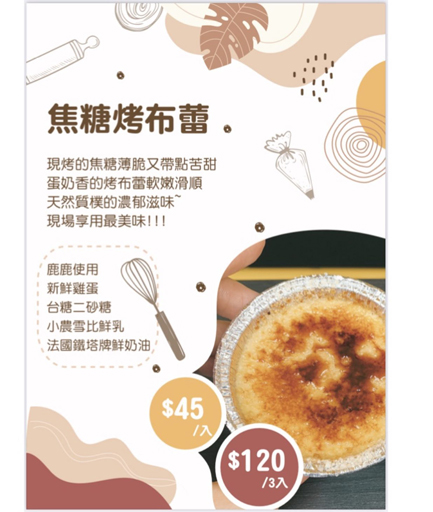 焦糖烤布蕾
現烤的焦糖薄脆又帶點苦甜
蛋奶香的烤布蕾軟嫩滑順
天然質樸的濃郁滋味~
現場享用最美味!!!
鹿鹿使用
新鮮雞蛋
台糖二砂糖
小農雪比鮮乳
法國鐵塔牌鮮奶油
$45
/入
$120
/3入